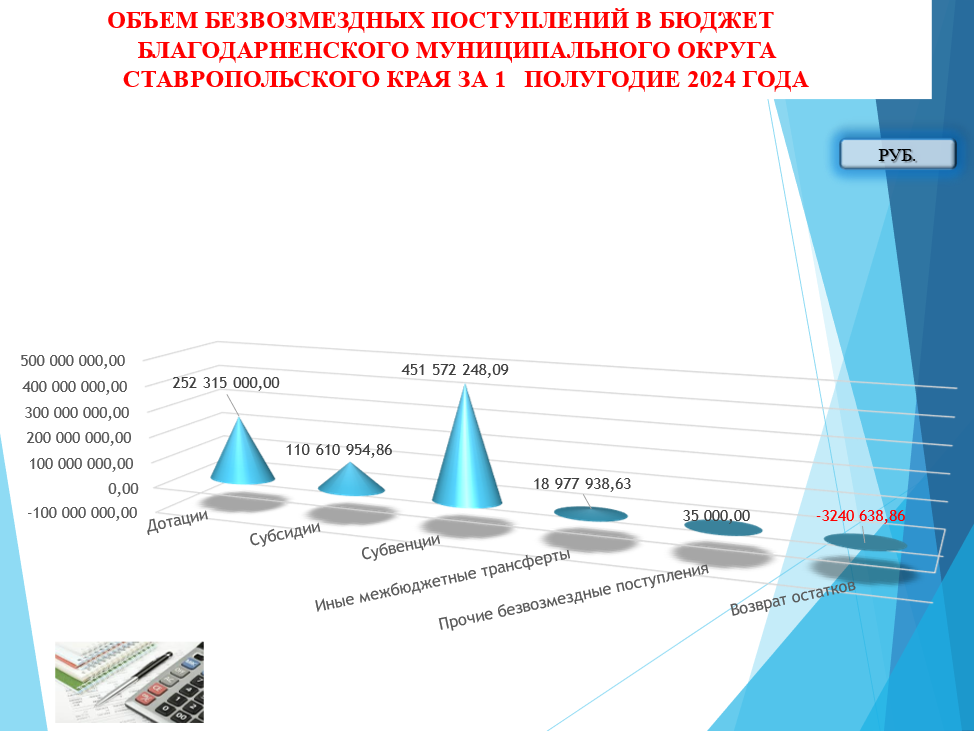 ОБЪЕМ БЕЗВОЗМЕЗДНЫХ ПОСТУПЛЕНИЙ В БЮДЖЕТ
БЛАГОДАРНЕНСКОГО МУНИЦИПАЛЬНОГО ОКРУГА
СТАВРОПОЛЬСКОГО КРАЯ ЗА 1 ПОЛУГОДИЕ 2024 ГОДА
РУБ.
500 000 000,00
400 000 000,00
300 000 000,00
200 000 000,00
100 000 000,00
0,00
-100 000 000,00
252 315 000,00
110 610 954,86
451 572 248,09
18 977 938,63
35 000,00
-3240 638,86
Дотации
Субсидии
Субвенции
Иные межбюджетные трансферты
Прочие безвозмездные поступления
Возврат остатков